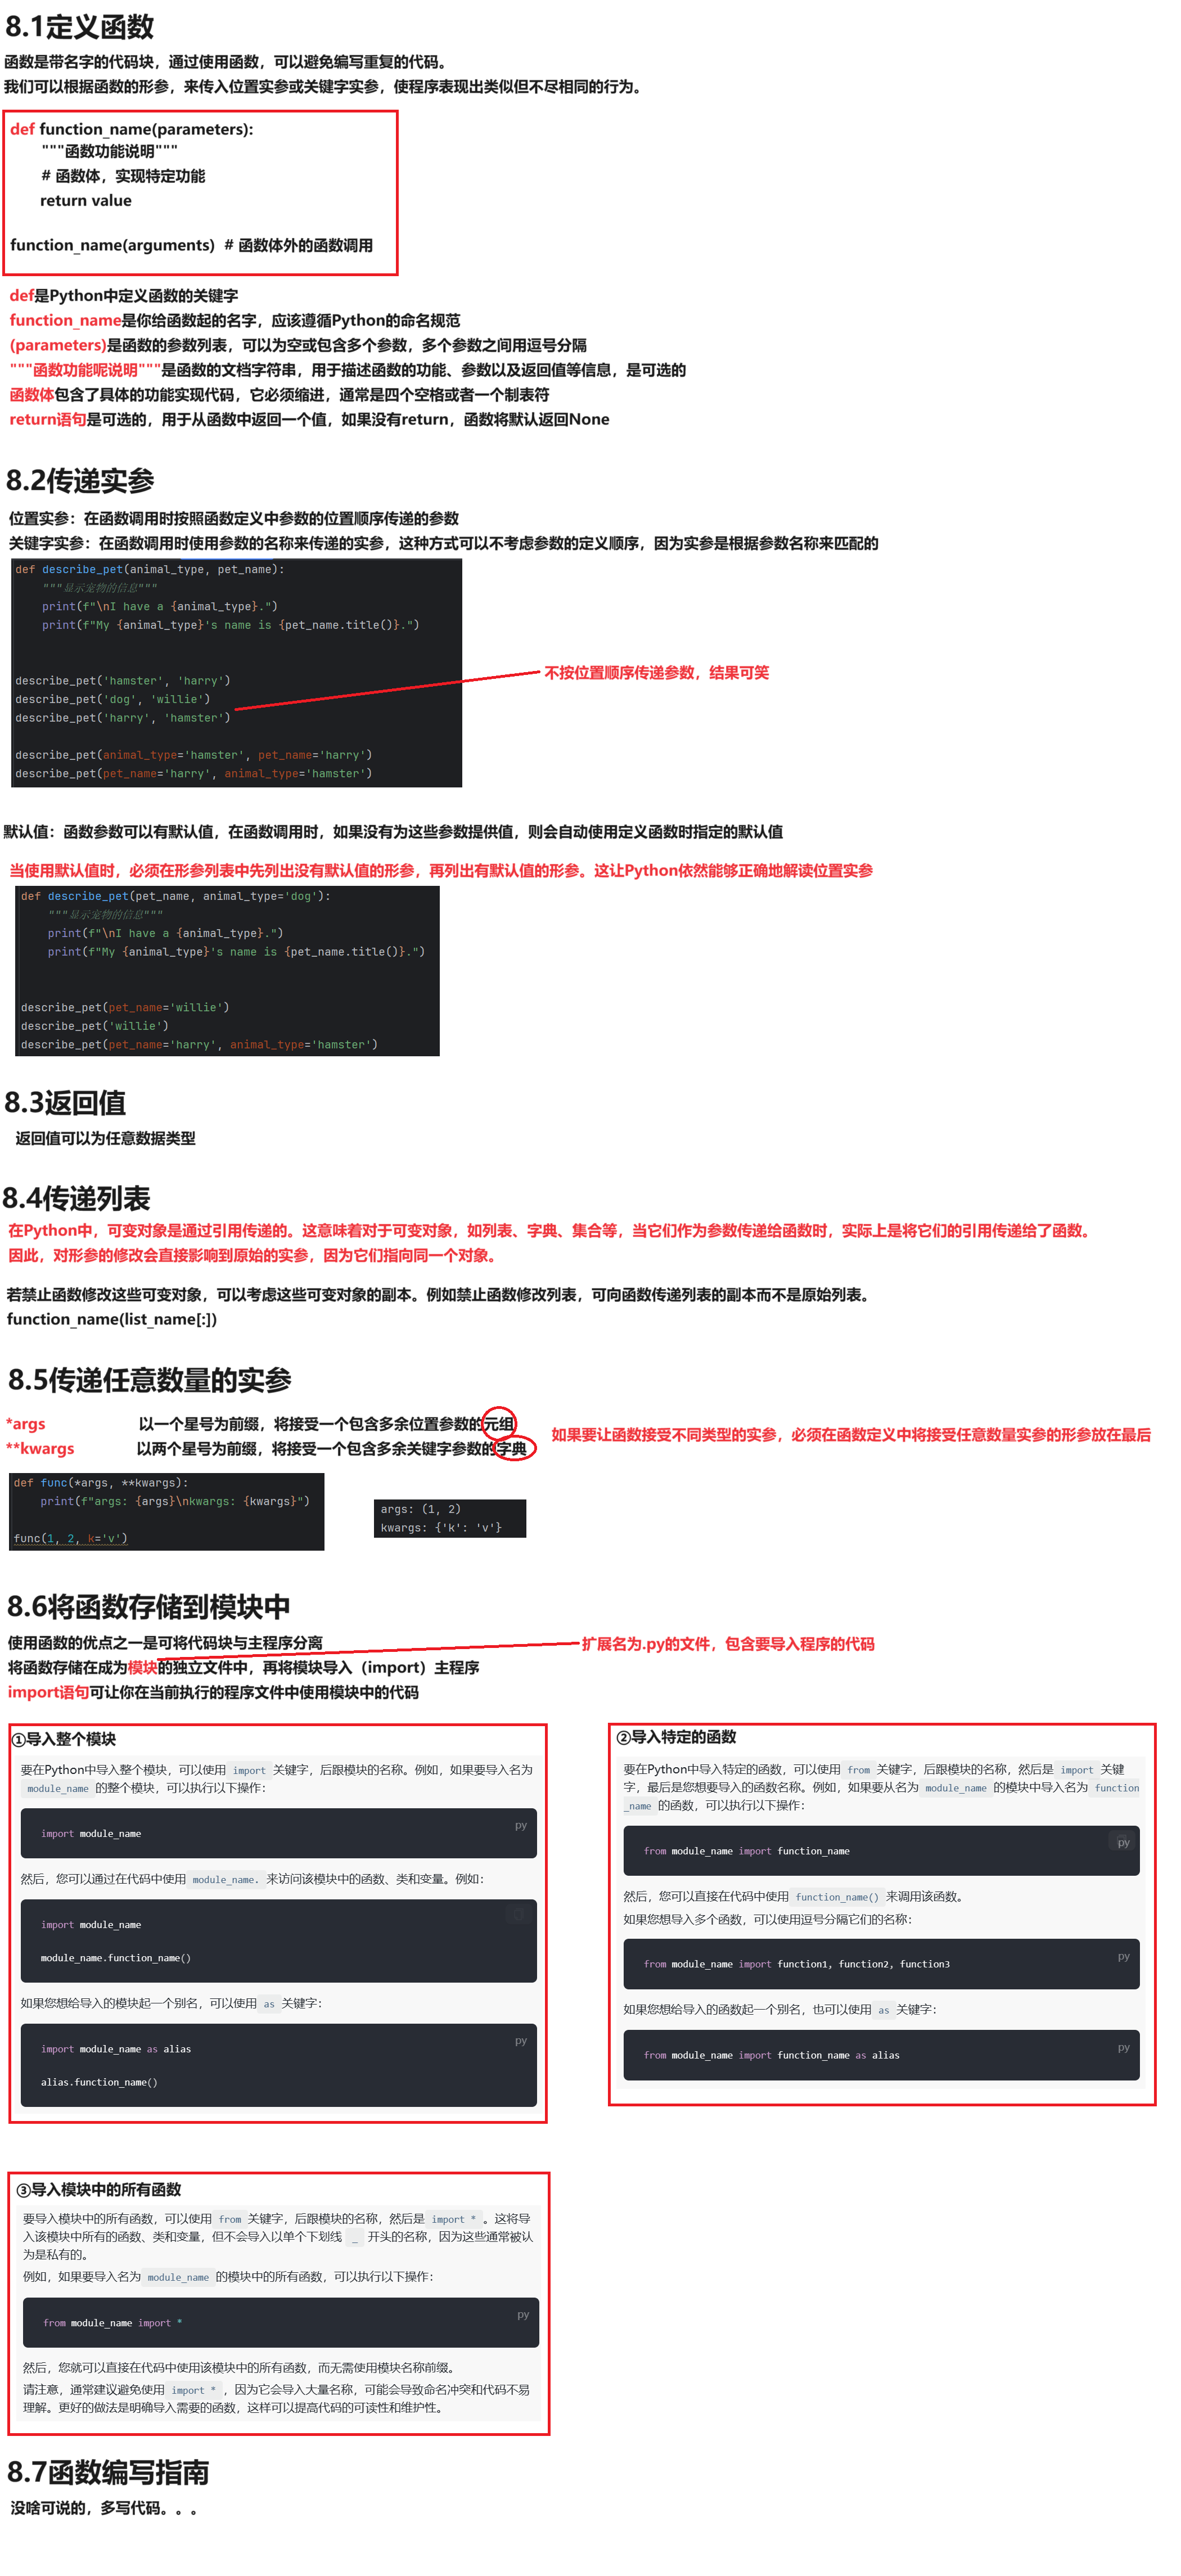 8.1定义函数
函数是带名字的代码块，通过使用函数，可以避免编写重复的代码。
我们可以根据函数的形参，来传入位置实参或关键字实参，使程序表现出类似但不尽相同的行为。
def function_name(parameters):
"""函数功能说明"""
# 函数体，实现特定功能
return value
function_name(arguments)  # 函数体外的函数调用
def是Python中定义函数的关键字
function_name是你给函数起的名字，应该遵循Python的命名规范
(parameters)是函数的参数列表，可以为空或包含多个参数，多个参数之间用逗号分隔
"""函数功能呢说明"""是函数的文档字符串，用于描述函数的功能、参数以及返回值等信息，是可选的
函数体包含了具体的功能实现代码，它必须缩进，通常是四个空格或者一个制表符
return语句是可选的，用于从函数中返回一个值，如果没有return，函数将默认返回None
8.2传递实参
位置实参：在函数调用时按照函数定义中参数的位置顺序传递的参数
关键字实参：在函数调用时使用参数的名称来传递的实参，这种方式可以不考虑参数的定义顺序，因为实参是根据参数名称来匹配的
def describe_pet(animal_type, pet_name):
"""显示宠物的信息"""
print(f"\nI have a {animal_type}.")
print(f"My {animal_type}'s name is {pet_name.title()}.")
describe_pet('hamster', 'harry')
describe_pet('dog', 'willie')
describe_pet('harry', 'hamster')
不按位置顺序传递参数，结果可笑
describe_pet(animal_type='hamster', pet_name='harry')
describe_pet(pet_name='harry', animal_type='hamster')
默认值：函数参数可以有默认值，在函数调用时，如果没有为这些参数提供值，则会自动使用定义函数时指定的默认值
当使用默认值时，必须在形参列表中先列出没有默认值的形参，再列出有默认值的形参。这让Python依然能够正确地解读位置实参
def describe_pet(pet_name, animal_type='dog'):
"""显示宠物的信息"""
print(f"\nI have a {animal_type}.")
print(f"My {animal_type}'s name is {pet_name.title()}.")
describe_pet(pet_name='willie')
describe_pet('willie')
describe_pet(pet_name='harry', animal_type='hamster')
8.3返回值
返回值可以为任意数据类型
8.4传递列表
在Python中，可变对象是通过引用传递的。这意味着对于可变对象，如列表、字典、集合等，当它们作为参数传递给函数时，实际上是将它们的引用传递给了函数。
因此，对形参的修改会直接影响到原始的实参，因为它们指向同一个对象。
若禁止函数修改这些可变对象，可以考虑这些可变对象的副本。例如禁止函数修改列表，可向函数传递列表的副本而不是原始列表。
function_name(list_name[:])
8.5传递任意数量的实参
*args 以一个星号为前缀，将接受一个包含多余位置参数的元组
**kwargs 以两个星号为前缀，将接受一个包含多余关键字参数的字典
如果要让函数接受不同类型的实参，必须在函数定义中将接受任意数量实参的形参放在最后
def func(*args, **kwargs):
print(f"args: {args}\nkwargs: {kwargs}")
func(1, 2, k='v')
args: (1, 2)
kwargs: {'k': 'v'}
8.6将函数存储到模块中
使用函数的优点之一是可将代码块与主程序分离
扩展名为.py的文件，包含要导入程序的代码
将函数存储在成为模块的独立文件中，再将模块导入（import）主程序
import语句可让你在当前执行的程序文件中使用模块中的代码
①导入整个模块
要在Python中导入整个模块，可以使用 import 关键字，后跟模块的名称。例如，如果要导入名为
module_name 的整个模块，可以执行以下操作：
py
import module_name
然后，您可以通过在代码中使用 module_name. 来访问该模块中的函数、类和变量。例如：
import module_name
module_name.function_name()
如果您想给导入的模块起一个别名，可以使用 as 关键字：
py
import module_name as alias
alias.function_name()
②导入特定的函数
要在Python中导入特定的函数，可以使用 from 关键字，后跟模块的名称，然后是 import 关键
字，最后是您想要导入的函数名称。例如，如果要从名为 module_name 的模块中导入名为 function
_name 的函数，可以执行以下操作：
py
from module_name import function_name
然后，您可以直接在代码中使用 function_name() 来调用该函数。
如果您想导入多个函数，可以使用逗号分隔它们的名称：
py
from module_name import function1, function2, function3
如果您想给导入的函数起一个别名，也可以使用 as 关键字：
py
from module_name import function_name as alias
③导入模块中的所有函数
要导入模块中的所有函数，可以使用 from 关键字，后跟模块的名称，然后是 import * 。这将导
入该模块中所有的函数、类和变量，但不会导入以单个下划线 _ 开头的名称，因为这些通常被认
为是私有的。
例如，如果要导入名为 module_name 的模块中的所有函数，可以执行以下操作：
py
from module_name import *
然后，您就可以直接在代码中使用该模块中的所有函数，而无需使用模块名称前缀。
请注意，通常建议避免使用 import * ，因为它会导入大量名称，可能会导致命名冲突和代码不易
理解。更好的做法是明确导入需要的函数，这样可以提高代码的可读性和维护性。
8.7函数编写指南
没啥可说的，多写代码。。。